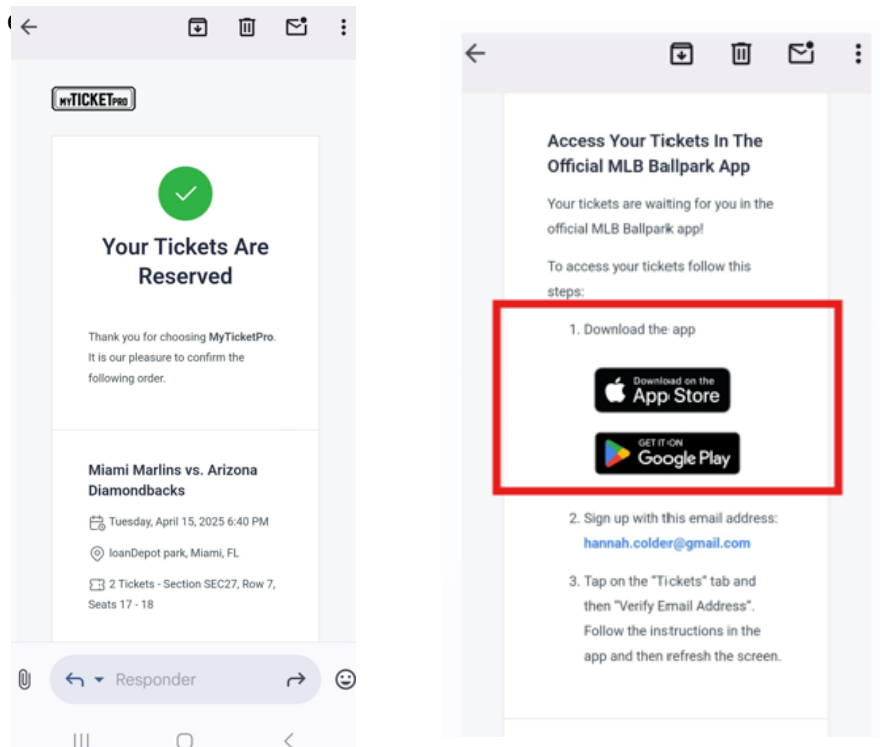 MYTICKETPRO
Your Tickets Are
Reserved
Thank you for choosing MyTicketPro.
It is our pleasure to confirm the
following order.
Miami Marlins vs. Arizona
Diamondbacks
Tuesday, April 15, 2025 6:40 PM
loanDepot park, Miami, FL
2 Tickets - Section SEC27, Row 7,
Seats 17 - 18
Responder
Access Your Tickets In The
Official MLB Ballpark App
Your tickets are waiting for you in the
official MLB Ballpark app!
To access your tickets follow this
steps:
1. Download the app
Download on the
App Store
GET IT ON
Google Play
2. Sign up with this email address:
hannah.colder@gmail.com
3. Tap on the "Tickets" tab and
then "Verify Email Address".
Follow the instructions in the
app and then refresh the screen.